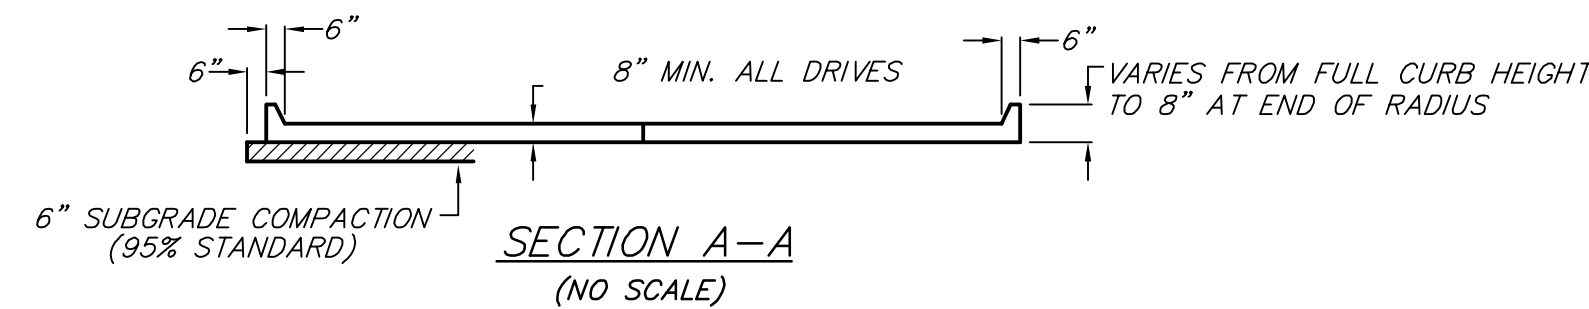 6"
6"
6"
8" MIN. ALL DRIVES
VARIES FROM FULL CURB HEIGHT
TO 8" AT END OF RADIUS
6" SUBGRADE COMPACTION
(95% STANDARD)
SECTION A-A
(NO SCALE)